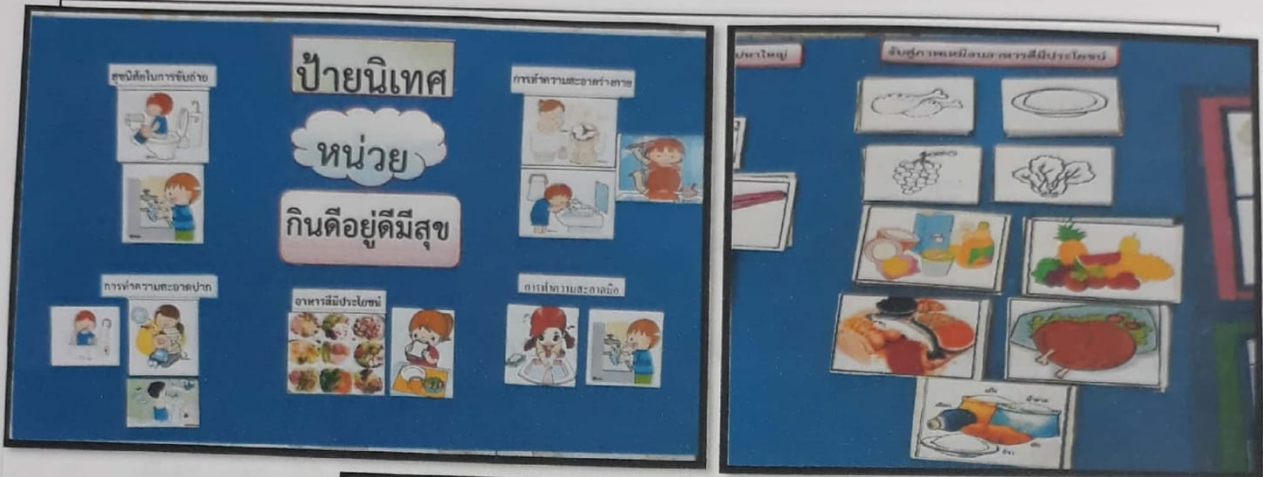 สุขนิสัยในการขับถ่าย
ป้ายนิเทศ
หน่วย
กินดีอยู่ดีมีสุข
การทำความสะอาดร่างกาย
การทำความสะอาดปาก
อาหารสีมีประโยชน์
การทำความสะอาดมือ
จับคู่ภาพเหมือนอาหารสีมีประโยชน์